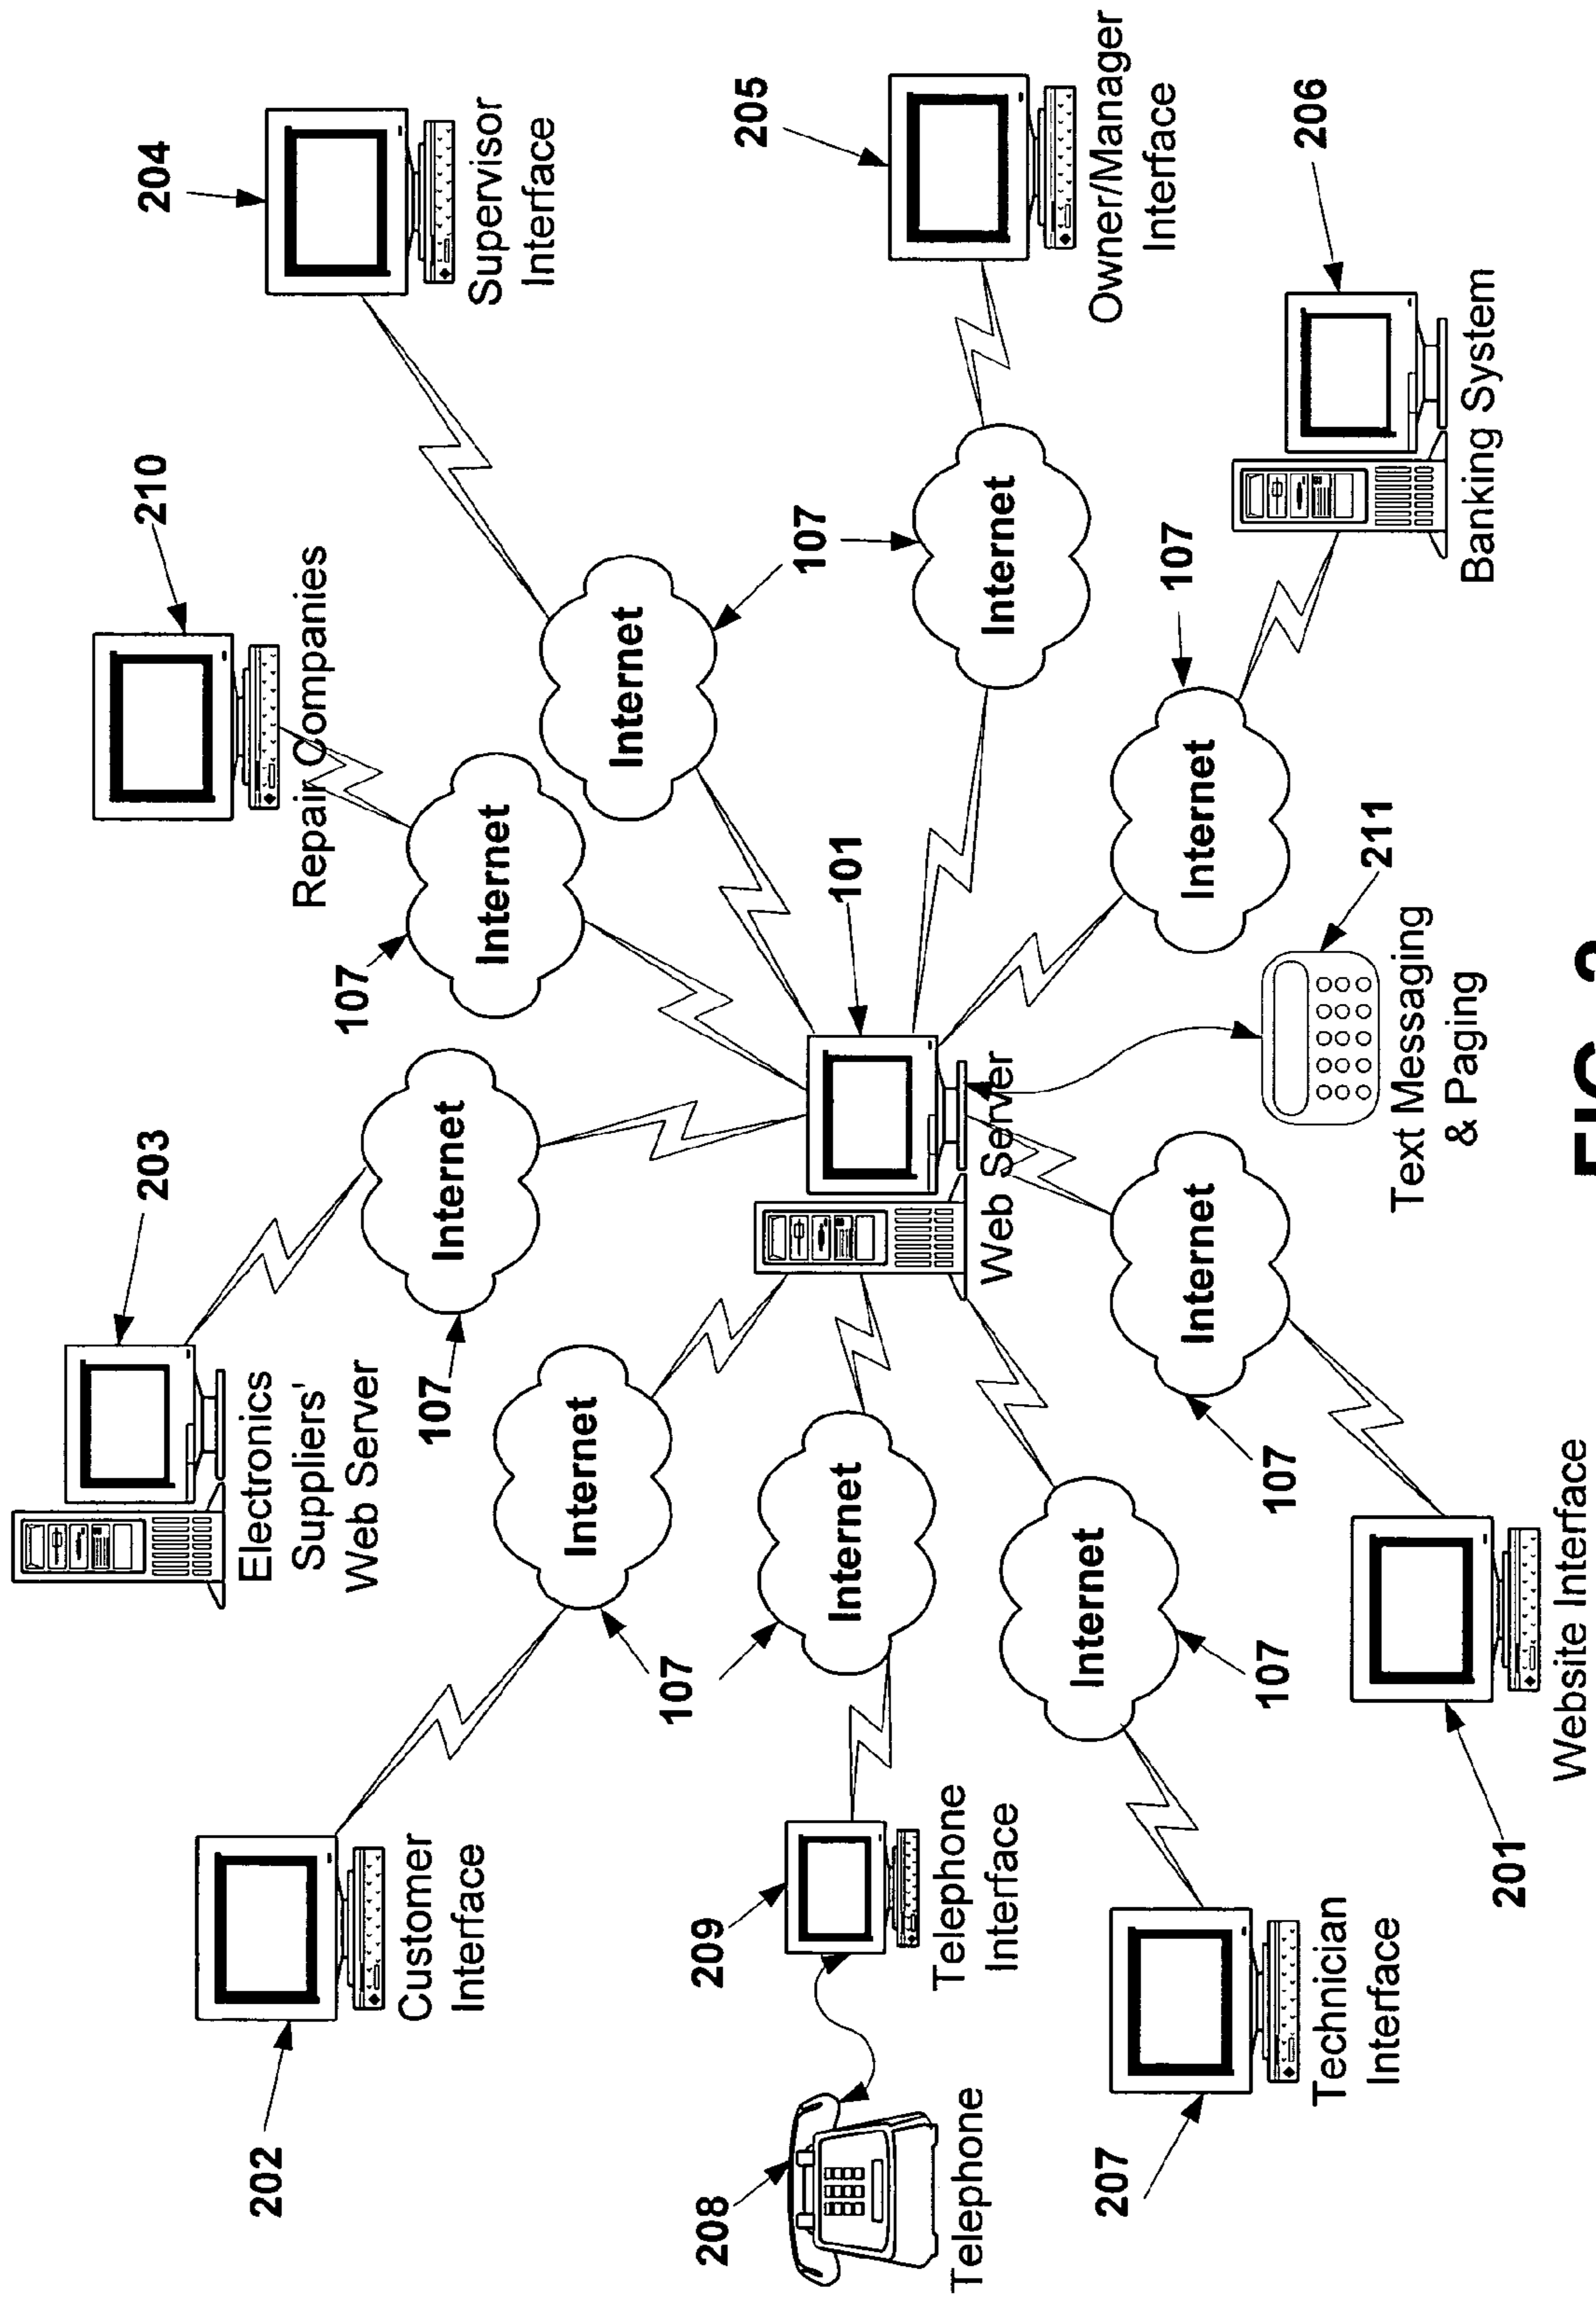 203
210
204
202
Electronics
Suppliers'
Web Server
Repair Companies
Supervisor
Interface
107
107
Customer
Interface
Internet
Internet
Internet
Internet
107
107
205
209
208
101
Internet
Internet
Telephone
Interface
Telephone
Web Server
Owner/Manager
Interface
107
206
207
Internet
Internet
Internet
107
107
211
Technician
Interface
Text Messaging
& Paging
Banking System
201
Website Interface
FIG. 2